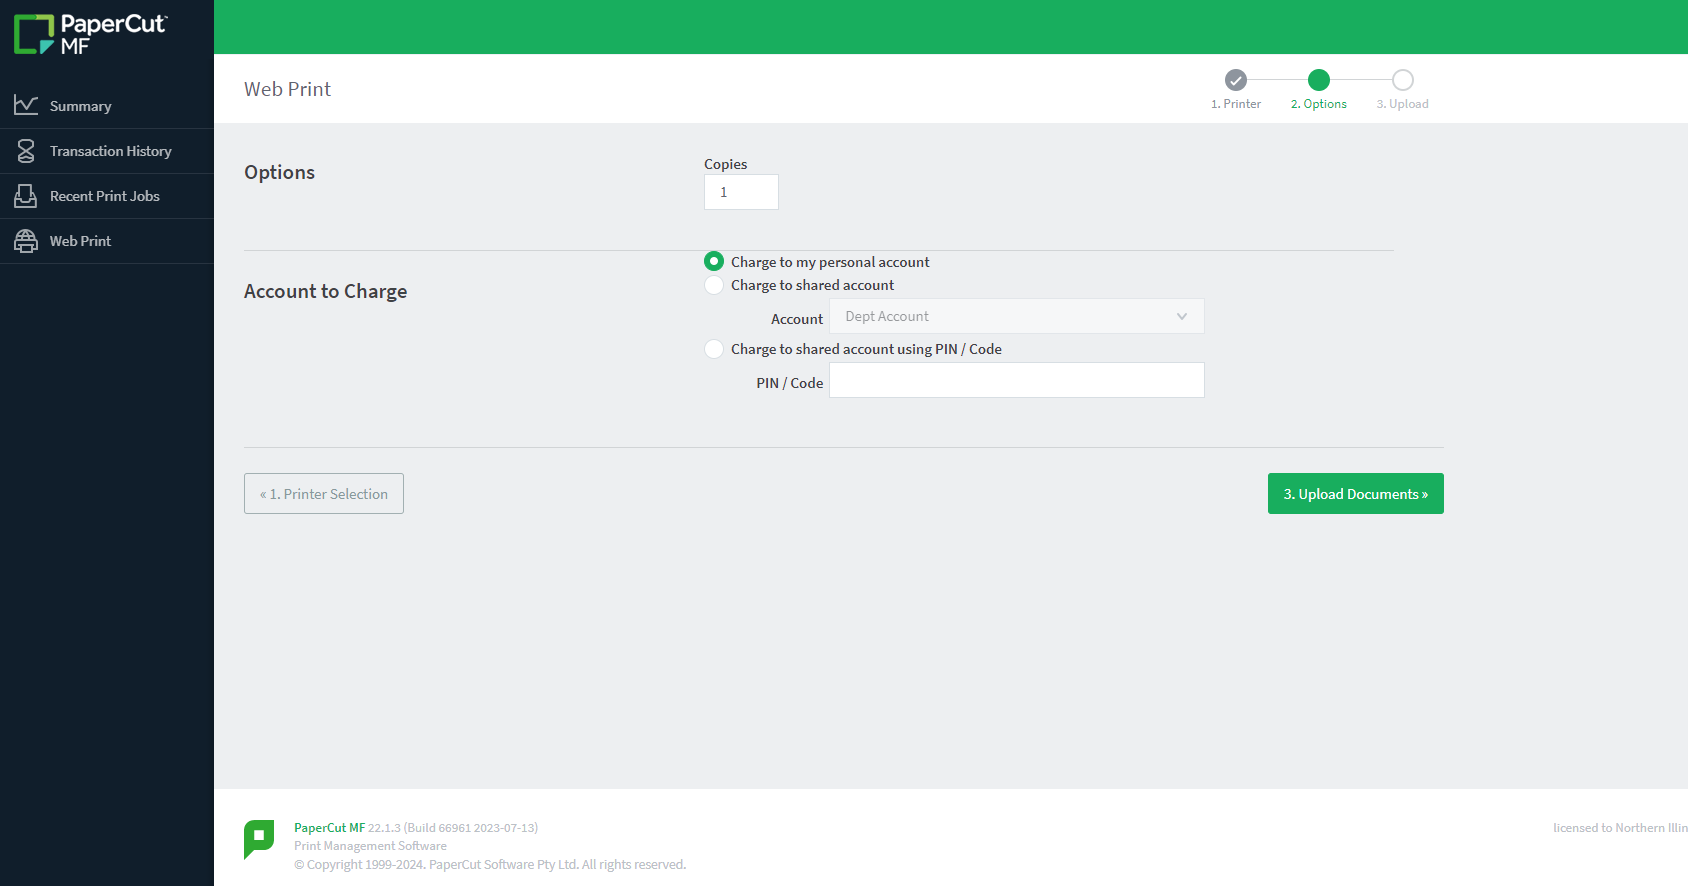 PaperCut™
MF
Summary
Transaction History
Recent Print Jobs
Web Print
Web Print
1. Printer
2. Options
3. Upload
Options
Copies
1
Account to Charge
Charge to my personal account
Charge to shared account
Account
Dept Account
Charge to shared account using PIN / Code
PIN / Code
« 1. Printer Selection
3. Upload Documents »
PaperCut MF 22.1.3 (Build 66961 2023-07-13)
Print Management Software
© Copyright 1999-2024. PaperCut Software Pty Ltd. All rights reserved.
licensed to Northern Illin